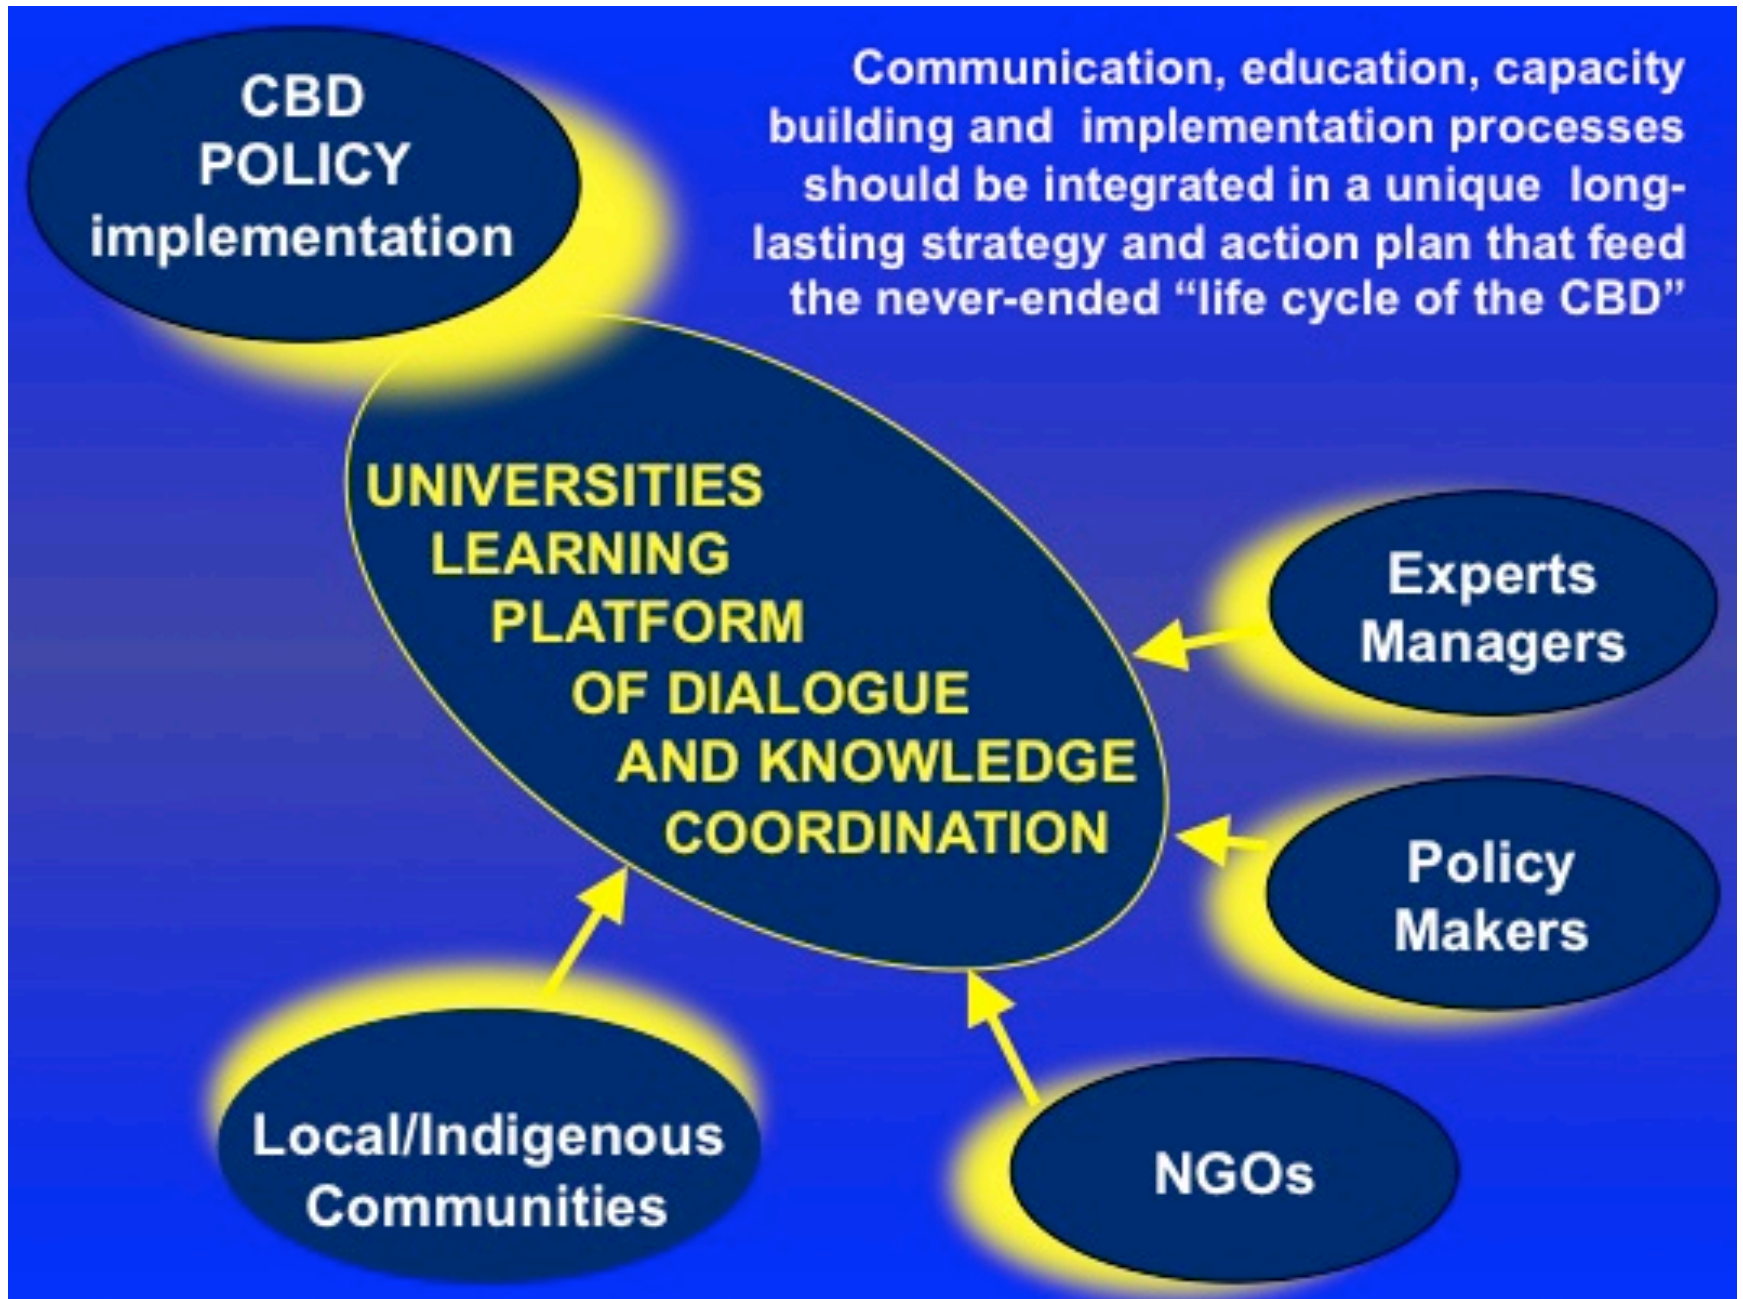 CBD
POLICY
implementation
Communication, education, capacity
building and implementation processes
should be integrated in a unique long-
lasting strategy and action plan that feed
the never-ended “life cycle of the CBD”
UNIVERSITIES
LEARNING
PLATFORM
OF DIALOGUE
AND KNOWLEDGE
COORDINATION
Experts
Managers
Policy
Makers
Local/Indigenous
Communities
NGOs